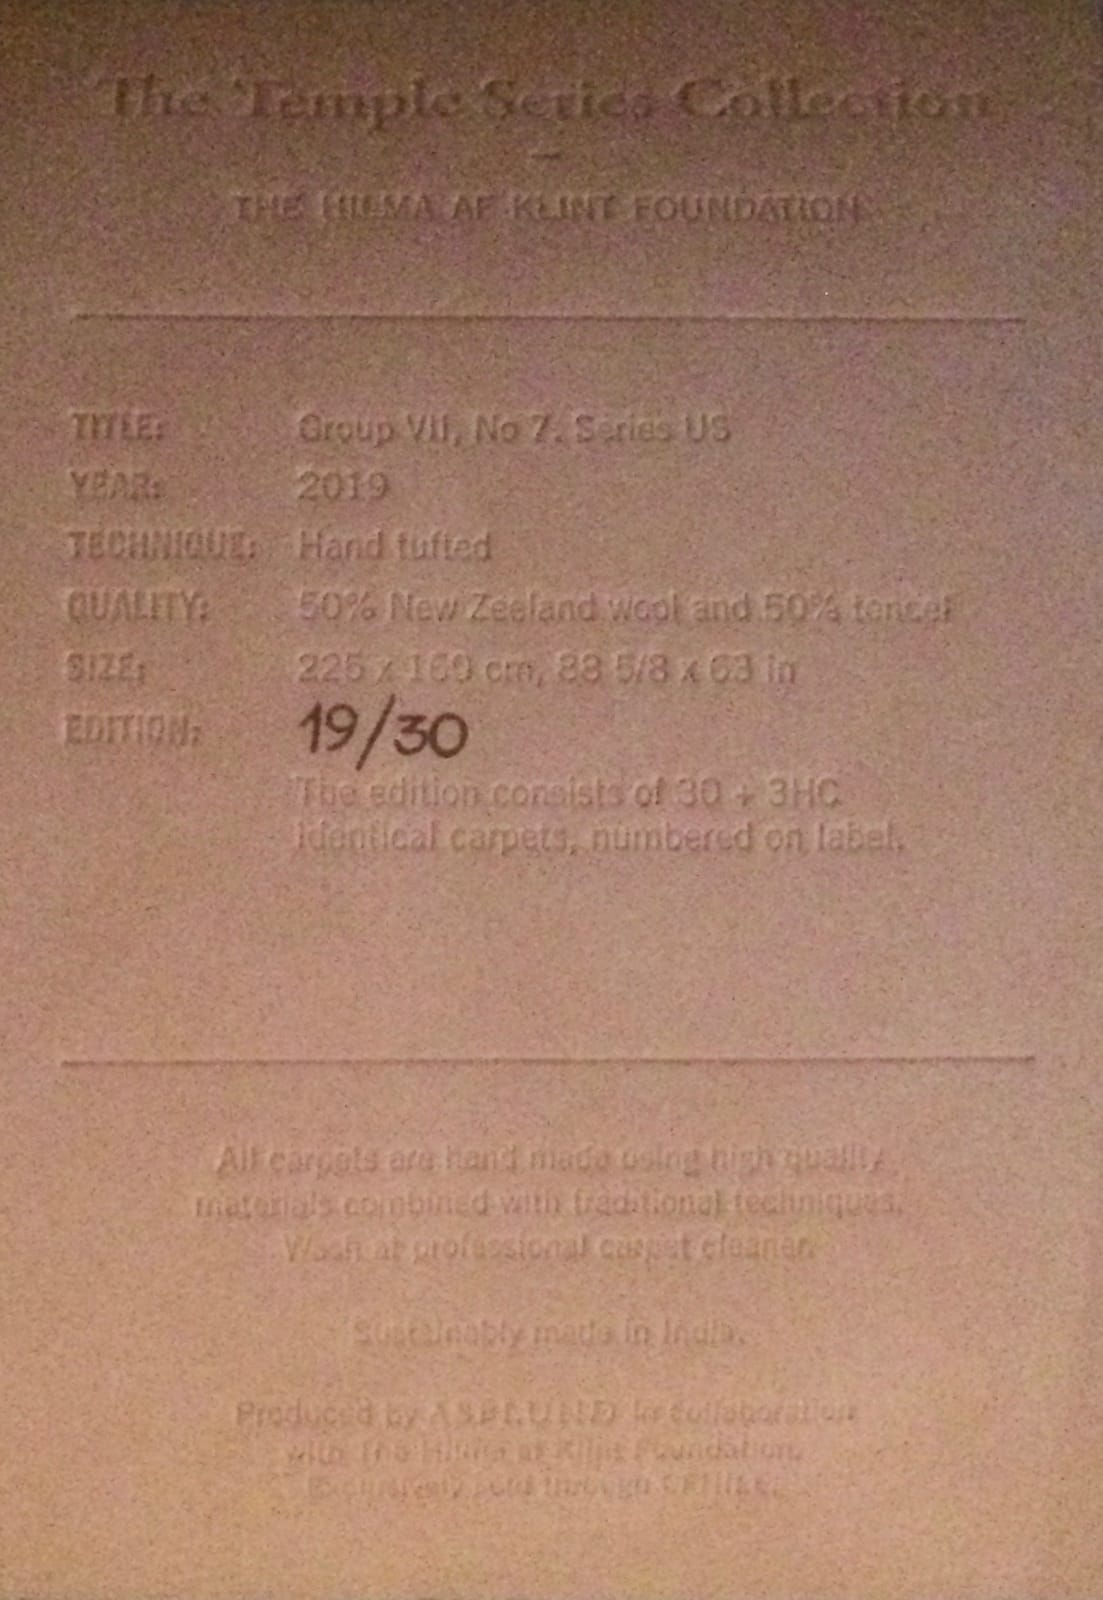 The Temple Series Collection
–
THE HILMA AF KLINT FOUNDATION
TITLE: Group VII, No 7. Series US
YEAR: 2019
TECHNIQUE: Hand tufted
QUALITY: 50% New Zeeland wool and 50% tencel
SIZE: 225 x 160 cm, 88 5/8 x 63 in
EDITION: 19/30
The edition consists of 30 + 3HC
identical carpets, numbered on label.
All carpets are hand made using high quality
materials combined with traditional techniques.
Wash at professional carpet cleaner.
Sustainably made in India.
Produced by ASPLUND in collaboration
with The Hilma af Klint Foundation.
Exclusively sold through